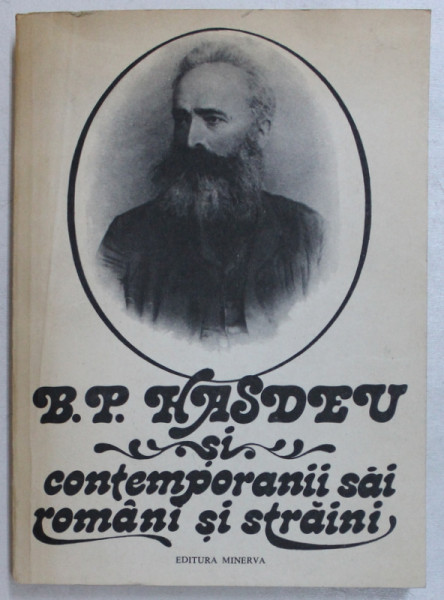 B.P. HASDEU
și
contemporanii săi
români și străini
EDITURA MINERVA